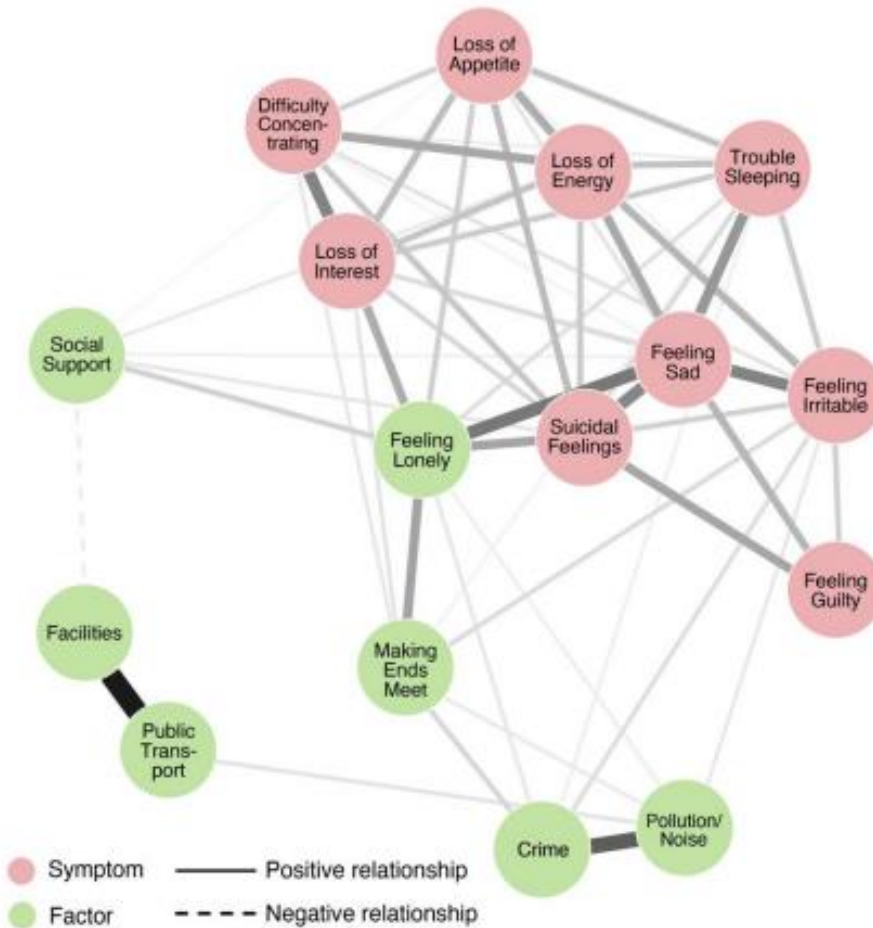 Loss of
Appetite
Difficulty
Concen-
trating
Loss of
Energy
Trouble
Sleeping
Loss of
Interest
Social
Support
Feeling
Sad
Feeling
Irritable
Feeling
Lonely
Suicidal
Feelings
Feeling
Guilty
Facilities
Making
Ends
Meet
Public
Trans-
port
Crime
Pollution/
Noise
Symptom
Positive relationship
Factor
Negative relationship